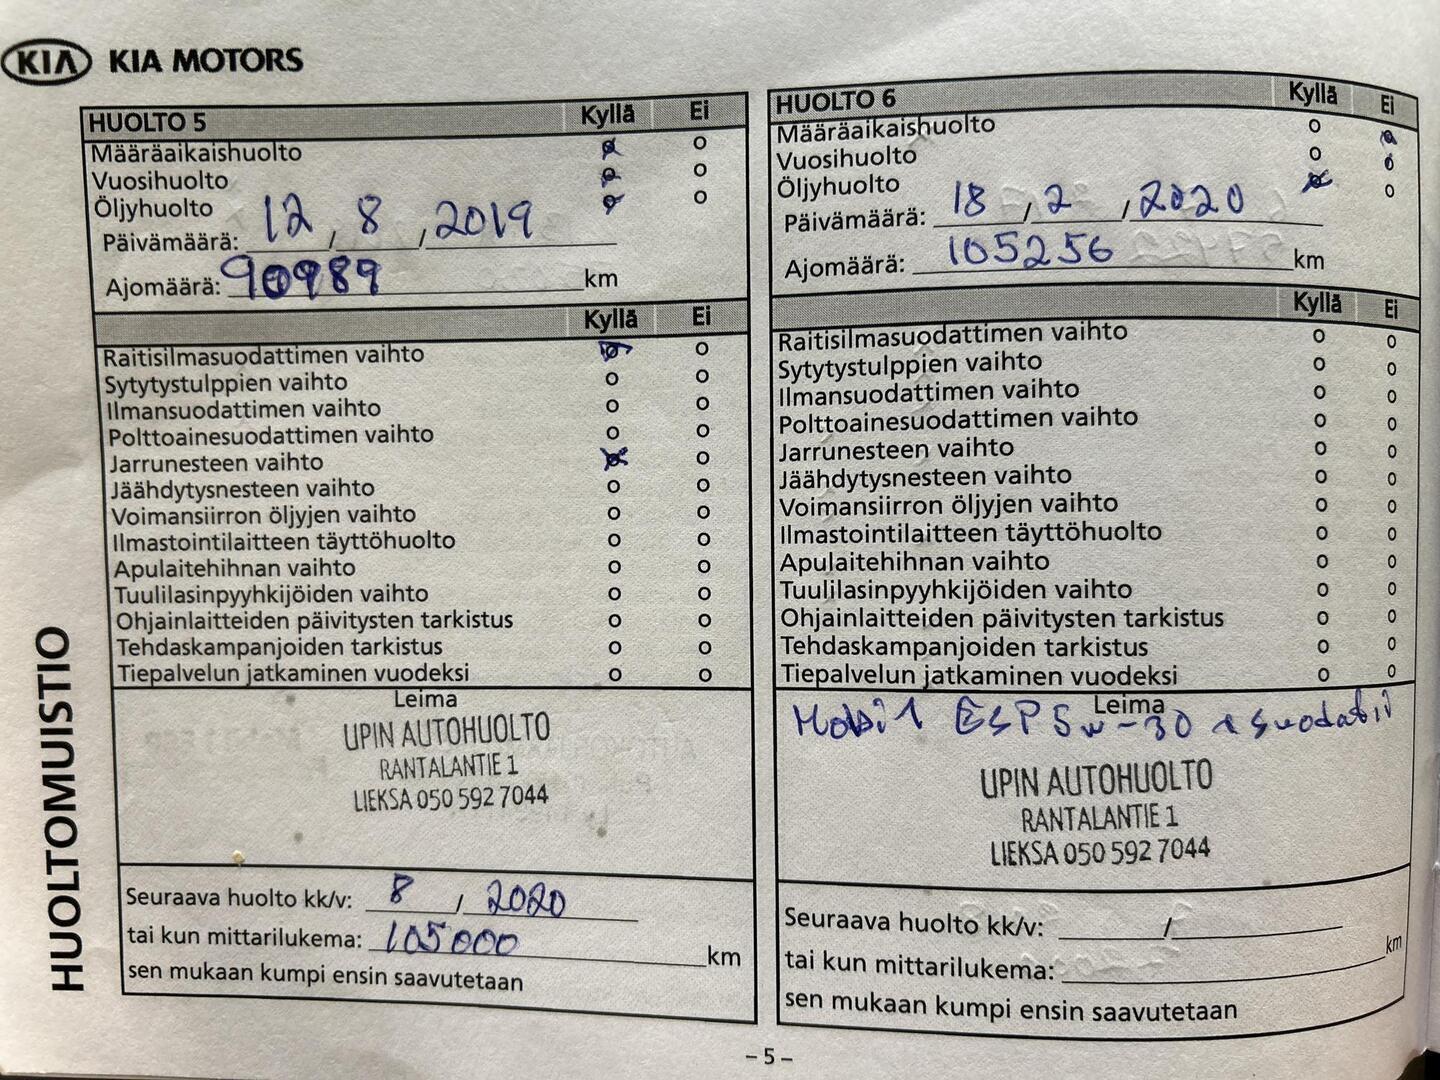 KIA KIA MOTORS
HUOLTOMUISTIO
HUOLTO 5 Kyllä Ei
Määräaikaishuolto o
Vuosihuolto o
Öljyhuolto o
Päivämäärä: 12 / 8 , 2019
Ajomäärä: 90989 km
Kyllä Ei
Raitisilmasuodattimen vaihto o
Sytytystulppien vaihto o o
Ilmansuodattimen vaihto o o
Polttoainesuodattimen vaihto o o
Jarrunesteen vaihto o
Jäähdytysnesteen vaihto o o
Voimansiirron öljyjen vaihto o o
Ilmastointilaitteen täyttöhuolto o o
Apulaitehihnan vaihto o o
Tuulilasinpyyhkijöiden vaihto o o
Ohjainlaitteiden päivitysten tarkistus o o
Tehdaskampanjoiden tarkistus o o
Tiepalvelun jatkaminen vuodeksi o o
Leima
UPIN AUTOHUOLTO
RANTALANTIE 1
LIEKSA 050 592 7044
Seuraava huolto kk/v: 8 / 2020
tai kun mittarilukema: 105000 km
sen mukaan kumpi ensin saavutetaan
HUOLTO 6 Kyllä Ei
Määräaikaishuolto o
Vuosihuolto o
Öljyhuolto o
Päivämäärä: 18 / 2 , 2020
Ajomäärä: 105256 km
Kyllä Ei
Raitisilmasuodattimen vaihto o o
Sytytystulppien vaihto o o
Ilmansuodattimen vaihto o o
Polttoainesuodattimen vaihto o o
Jarrunesteen vaihto o o
Jäähdytysnesteen vaihto o o
Voimansiirron öljyjen vaihto o o
Ilmastointilaitteen täyttöhuolto o o
Apulaitehihnan vaihto o o
Tuulilasinpyyhkijöiden vaihto o o
Ohjainlaitteiden päivitysten tarkistus o o
Tehdaskampanjoiden tarkistus o o
Tiepalvelun jatkaminen vuodeksi o o
Leima
Mobil 1 ESP 5w-30 + suodatin
UPIN AUTOHUOLTO
RANTALANTIE 1
LIEKSA 050 592 7044
Seuraava huolto kk/v: /
tai kun mittarilukema: km
sen mukaan kumpi ensin saavutetaan
– 5 –